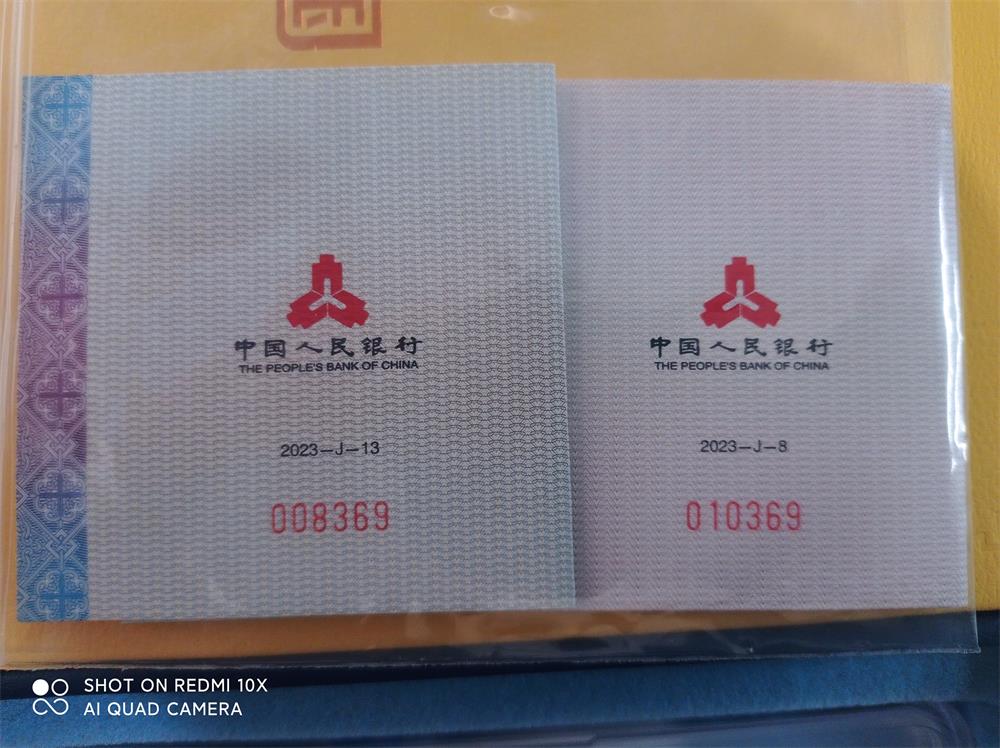 中国人民银行
THE PEOPLE'S BANK OF CHINA
2023-J-13
008369
中国人民银行
THE PEOPLE'S BANK OF CHINA
2023-J-8
010369
SHOT ON REDMI 10X
AI QUAD CAMERA